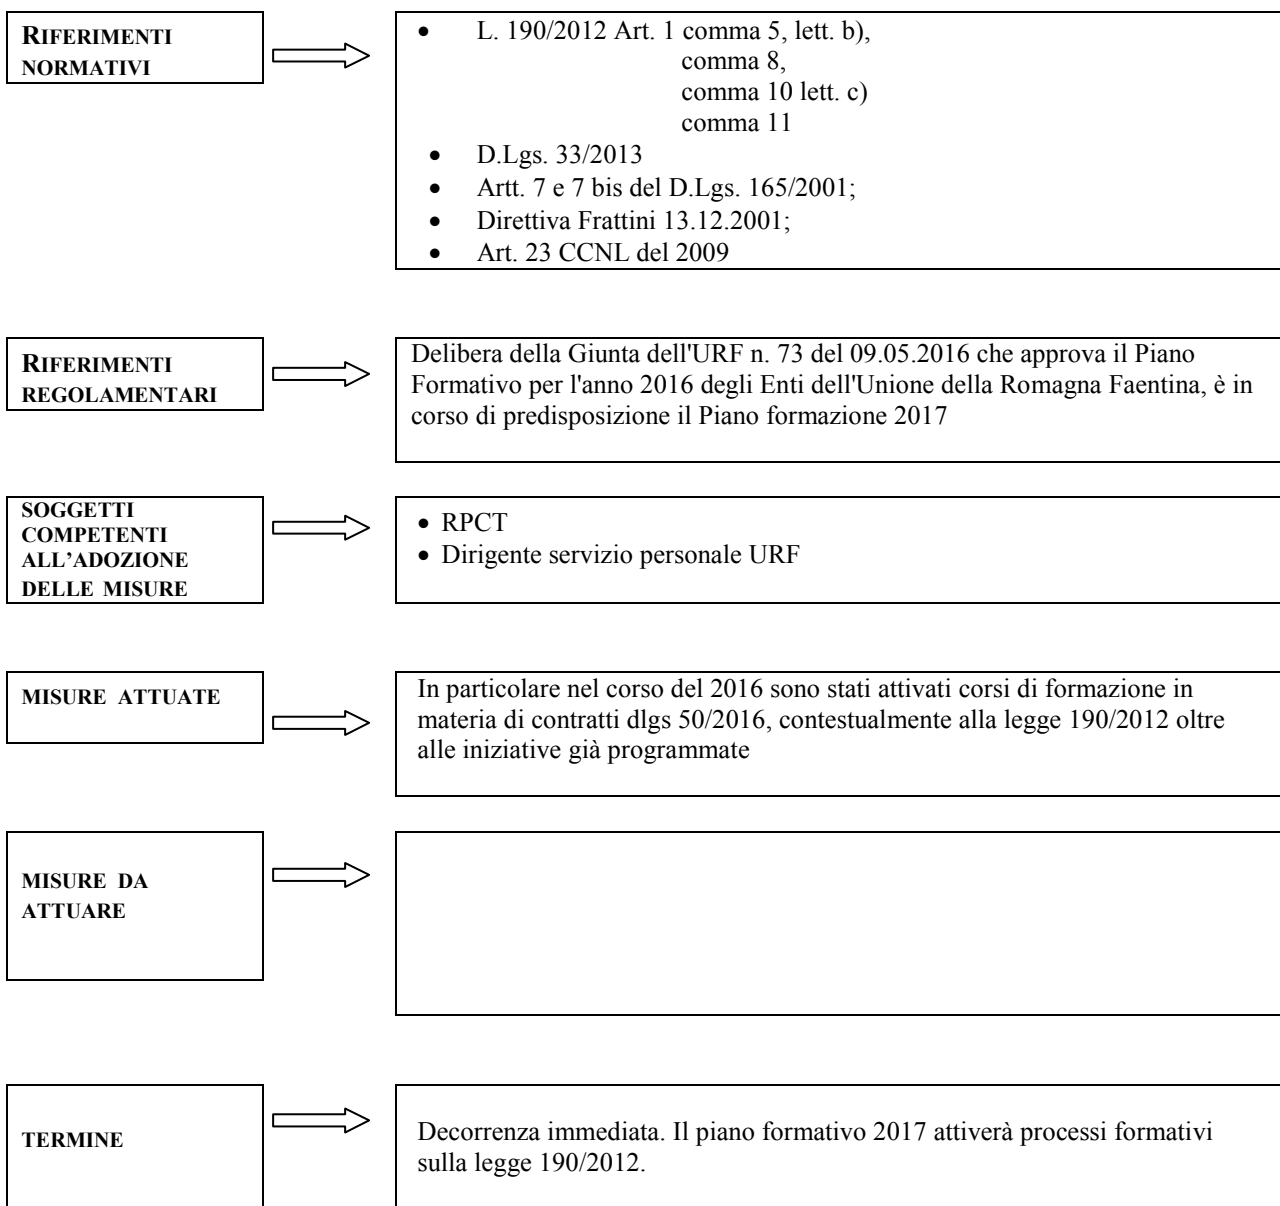 RIFERIMENTI
NORMATIVI
• L. 190/2012 Art. 1 comma 5, lett. b),
comma 8,
comma 10 lett. c)
comma 11
• D.Lgs. 33/2013
• Artt. 7 e 7 bis del D.Lgs. 165/2001;
• Direttiva Frattini 13.12.2001;
• Art. 23 CCNL del 2009
RIFERIMENTI
REGOLAMENTARI
Delibera della Giunta dell'URF n. 73 del 09.05.2016 che approva il Piano
Formativo per l'anno 2016 degli Enti dell'Unione della Romagna Faentina, è in
corso di predisposizione il Piano formazione 2017
SOGGETTI
COMPETENTI
ALL’ADOZIONE
DELLE MISURE
• RPCT
• Dirigente servizio personale URF
MISURE ATTUATE
In particolare nel corso del 2016 sono stati attivati corsi di formazione in
materia di contratti dlgs 50/2016, contestualmente alla legge 190/2012 oltre
alle iniziative già programmate
MISURE DA
ATTUARE
TERMINE
Decorrenza immediata. Il piano formativo 2017 attiverà processi formativi
sulla legge 190/2012.